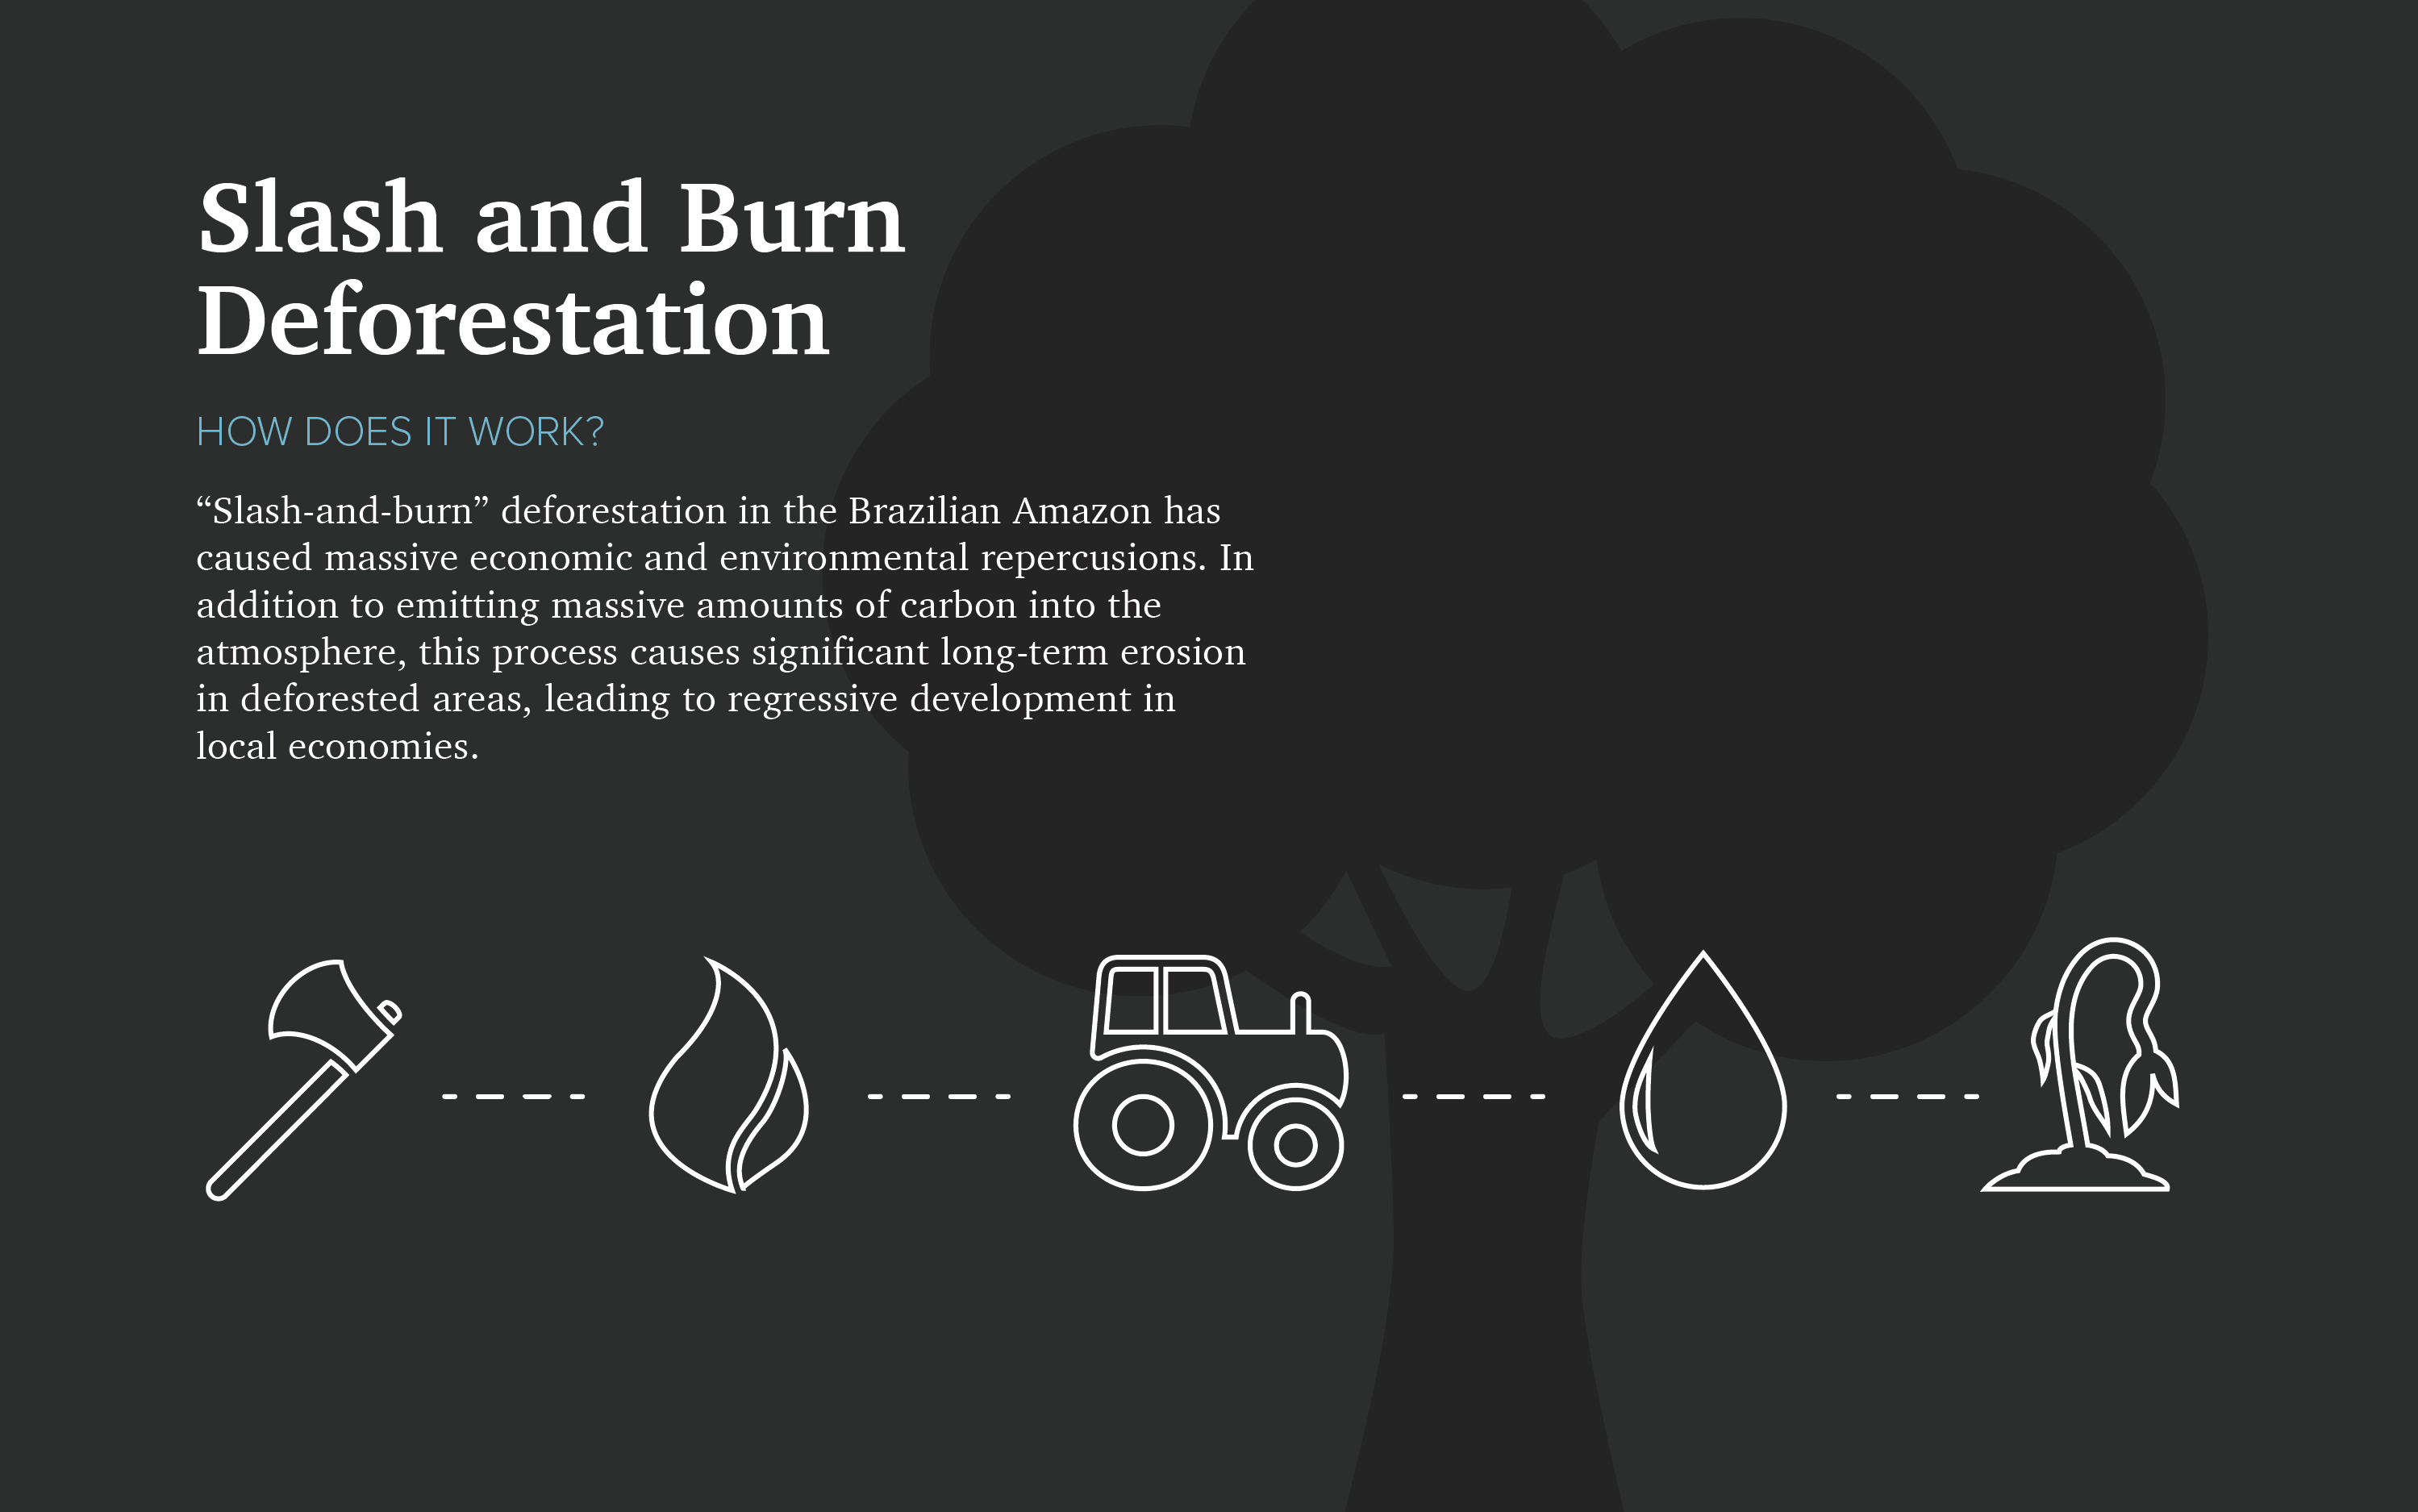 Slash and Burn
Deforestation
HOW DOES IT WORK?
“Slash-and-burn” deforestation in the Brazilian Amazon has
caused massive economic and environmental repercusions. In
addition to emitting massive amounts of carbon into the
atmosphere, this process causes significant long-term erosion
in deforested areas, leading to regressive development in
local economies.